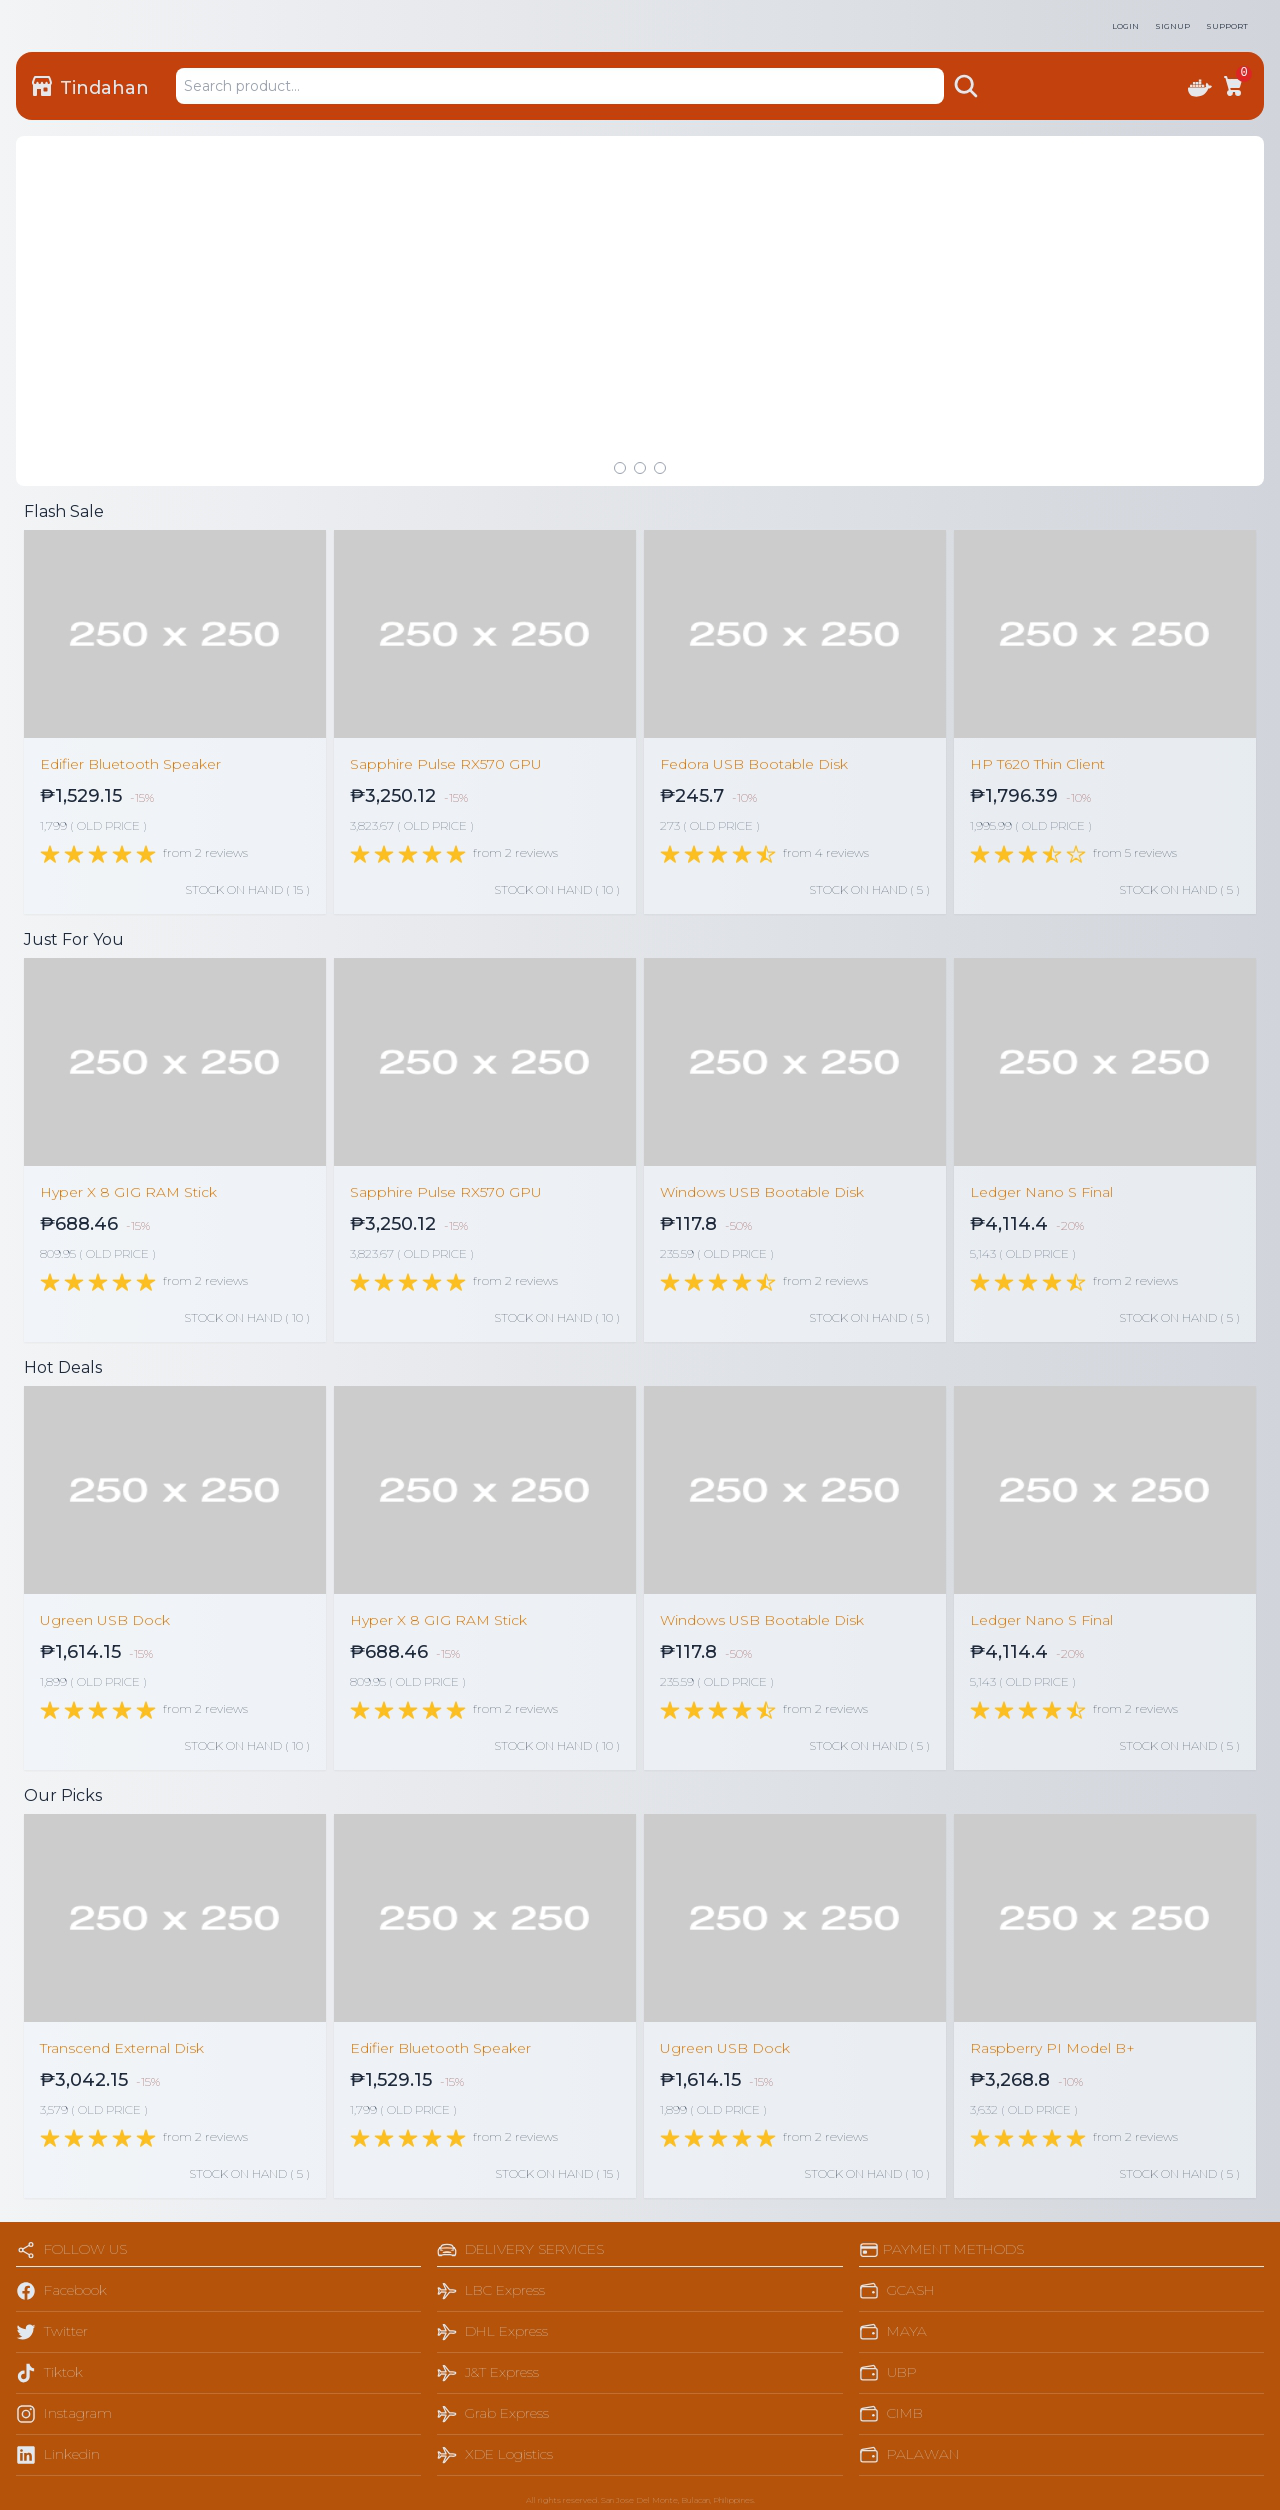 LOGIN SIGNUP SUPPORT
Tindahan Search product... 0
Flash Sale
250 x 250 250 x 250 250 x 250 250 x 250
Edifier Bluetooth Speaker Sapphire Pulse RX570 GPU Fedora USB Bootable Disk HP T620 Thin Client
₱1,529.15 -15% ₱3,250.12 -15% ₱245.7 -10% ₱1,796.39 -10%
1,799 ( OLD PRICE ) 3,823.67 ( OLD PRICE ) 273 ( OLD PRICE ) 1,995.99 ( OLD PRICE )
from 2 reviews from 2 reviews from 4 reviews from 5 reviews
STOCK ON HAND ( 15 ) STOCK ON HAND ( 10 ) STOCK ON HAND ( 5 ) STOCK ON HAND ( 5 )
Just For You
250 x 250 250 x 250 250 x 250 250 x 250
Hyper X 8 GIG RAM Stick Sapphire Pulse RX570 GPU Windows USB Bootable Disk Ledger Nano S Final
₱688.46 -15% ₱3,250.12 -15% ₱117.8 -50% ₱4,114.4 -20%
809.95 ( OLD PRICE ) 3,823.67 ( OLD PRICE ) 235.59 ( OLD PRICE ) 5,143 ( OLD PRICE )
from 2 reviews from 2 reviews from 2 reviews from 2 reviews
STOCK ON HAND ( 10 ) STOCK ON HAND ( 10 ) STOCK ON HAND ( 5 ) STOCK ON HAND ( 5 )
Hot Deals
250 x 250 250 x 250 250 x 250 250 x 250
Ugreen USB Dock Hyper X 8 GIG RAM Stick Windows USB Bootable Disk Ledger Nano S Final
₱1,614.15 -15% ₱688.46 -15% ₱117.8 -50% ₱4,114.4 -20%
1,899 ( OLD PRICE ) 809.95 ( OLD PRICE ) 235.59 ( OLD PRICE ) 5,143 ( OLD PRICE )
from 2 reviews from 2 reviews from 2 reviews from 2 reviews
STOCK ON HAND ( 10 ) STOCK ON HAND ( 10 ) STOCK ON HAND ( 5 ) STOCK ON HAND ( 5 )
Our Picks
250 x 250 250 x 250 250 x 250 250 x 250
Transcend External Disk Edifier Bluetooth Speaker Ugreen USB Dock Raspberry PI Model B+
₱3,042.15 -15% ₱1,529.15 -15% ₱1,614.15 -15% ₱3,268.8 -10%
3,579 ( OLD PRICE ) 1,799 ( OLD PRICE ) 1,899 ( OLD PRICE ) 3,632 ( OLD PRICE )
from 2 reviews from 2 reviews from 2 reviews from 2 reviews
STOCK ON HAND ( 5 ) STOCK ON HAND ( 15 ) STOCK ON HAND ( 10 ) STOCK ON HAND ( 5 )
FOLLOW US DELIVERY SERVICES PAYMENT METHODS
Facebook LBC Express GCASH
Twitter DHL Express MAYA
Tiktok J&T Express UBP
Instagram Grab Express CIMB
Linkedin XDE Logistics PALAWAN
All rights reserved. San Jose Del Monte, Bulacan, Philippines